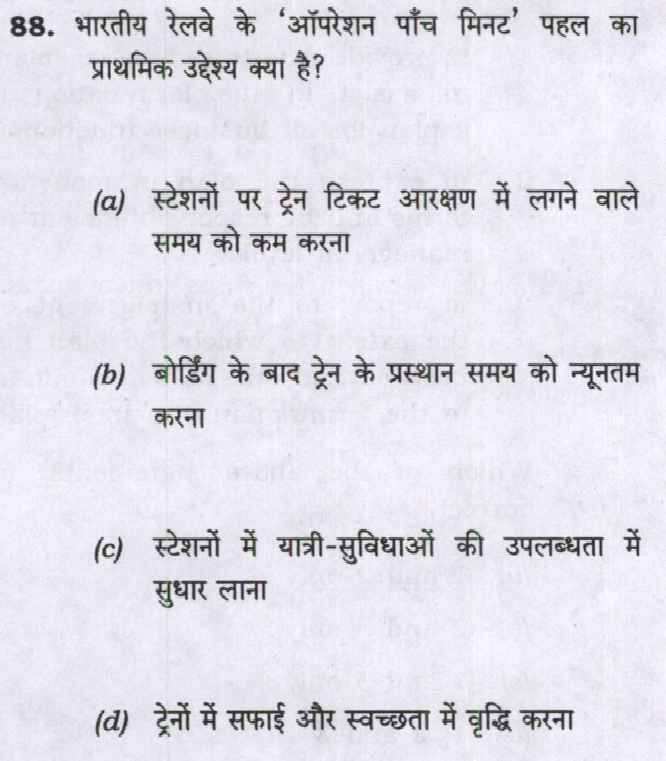 88. भारतीय रेलवे के ‘ऑपरेशन पाँच मिनट’ पहल का
प्राथमिक उद्देश्य क्या है?
(a) स्टेशनों पर ट्रेन टिकट आरक्षण में लगने वाले
समय को कम करना
(b) बोर्डिंग के बाद ट्रेन के प्रस्थान समय को न्यूनतम
करना
(c) स्टेशनों में यात्री-सुविधाओं की उपलब्धता में
सुधार लाना
(d) ट्रेनों में सफाई और स्वच्छता में वृद्धि करना